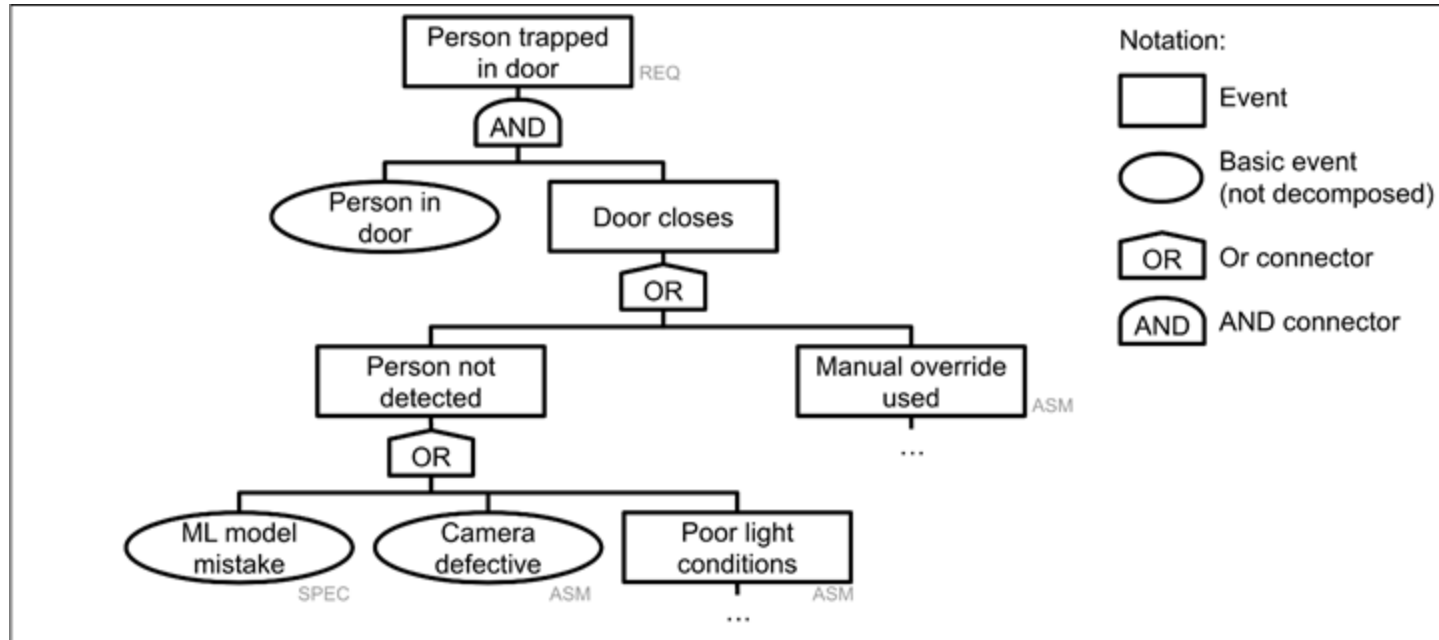 Person trapped
in door
REQ
AND
Person in
door
Door closes
OR
Person not
detected
Manual override
used
ASM
...
OR
ML model
mistake
SPEC
Camera
defective
ASM
Poor light
conditions
ASM
...
Notation:
Event
Basic event
(not decomposed)
OR
Or connector
AND
AND connector